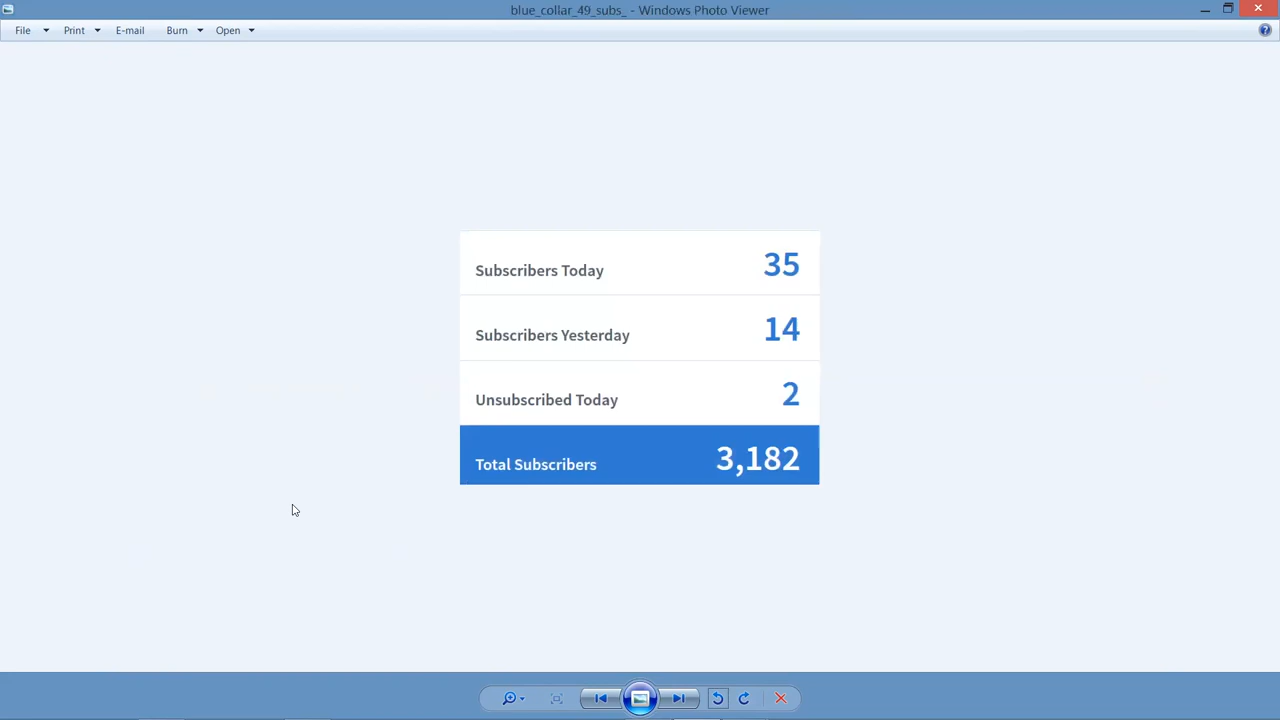 blue_collar_49_subs_ - Windows Photo Viewer
File Print E-mail Burn Open
Subscribers Today 35
Subscribers Yesterday 14
Unsubscribed Today 2
Total Subscribers 3,182